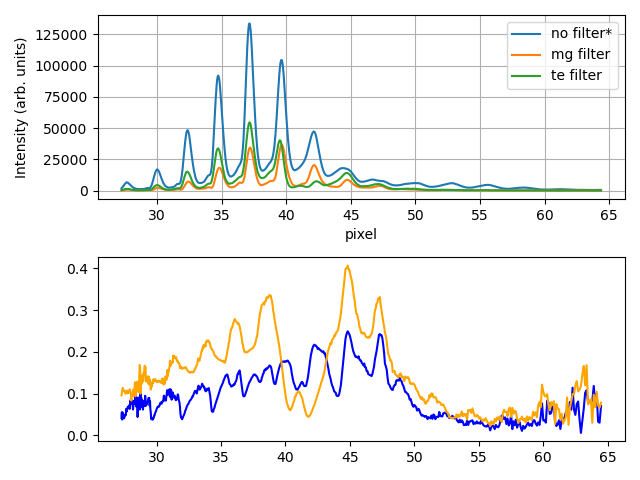 Intensity (arb. units)
125000
100000
75000
50000
25000
0
no filter*
mg filter
te filter
30 35 40 45 50 55 60 65
pixel
0.4
0.3
0.2
0.1
0.0
30 35 40 45 50 55 60 65